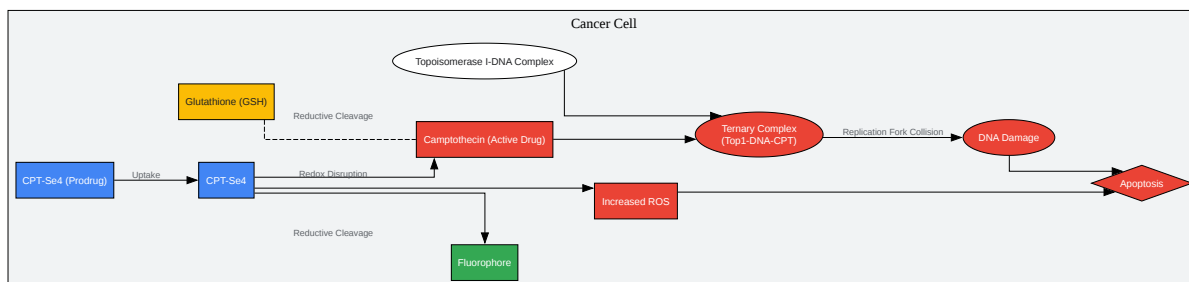 Cancer Cell
Topoisomerase I-DNA Complex
Glutathione (GSH)
Reductive Cleavage
Camptothecin (Active Drug)
Ternary Complex
(Top1-DNA-CPT)
Replication Fork Collision
DNA Damage
CPT-Se4 (Prodrug)
Uptake
CPT-Se4
Redox Disruption
Apoptosis
Increased ROS
Reductive Cleavage
Fluorophore